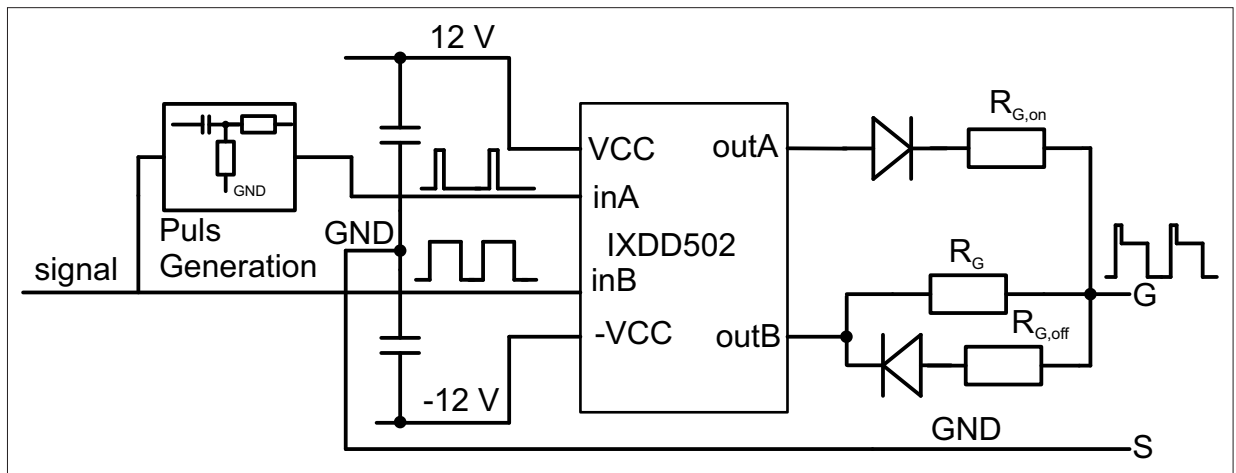 12 V
GND
Puls
Generation
signal
GND
-12 V
VCC
inA
IXDD502
inB
-VCC
outA
outB
R_G,on
R_G
R_G,off
G
GND
S